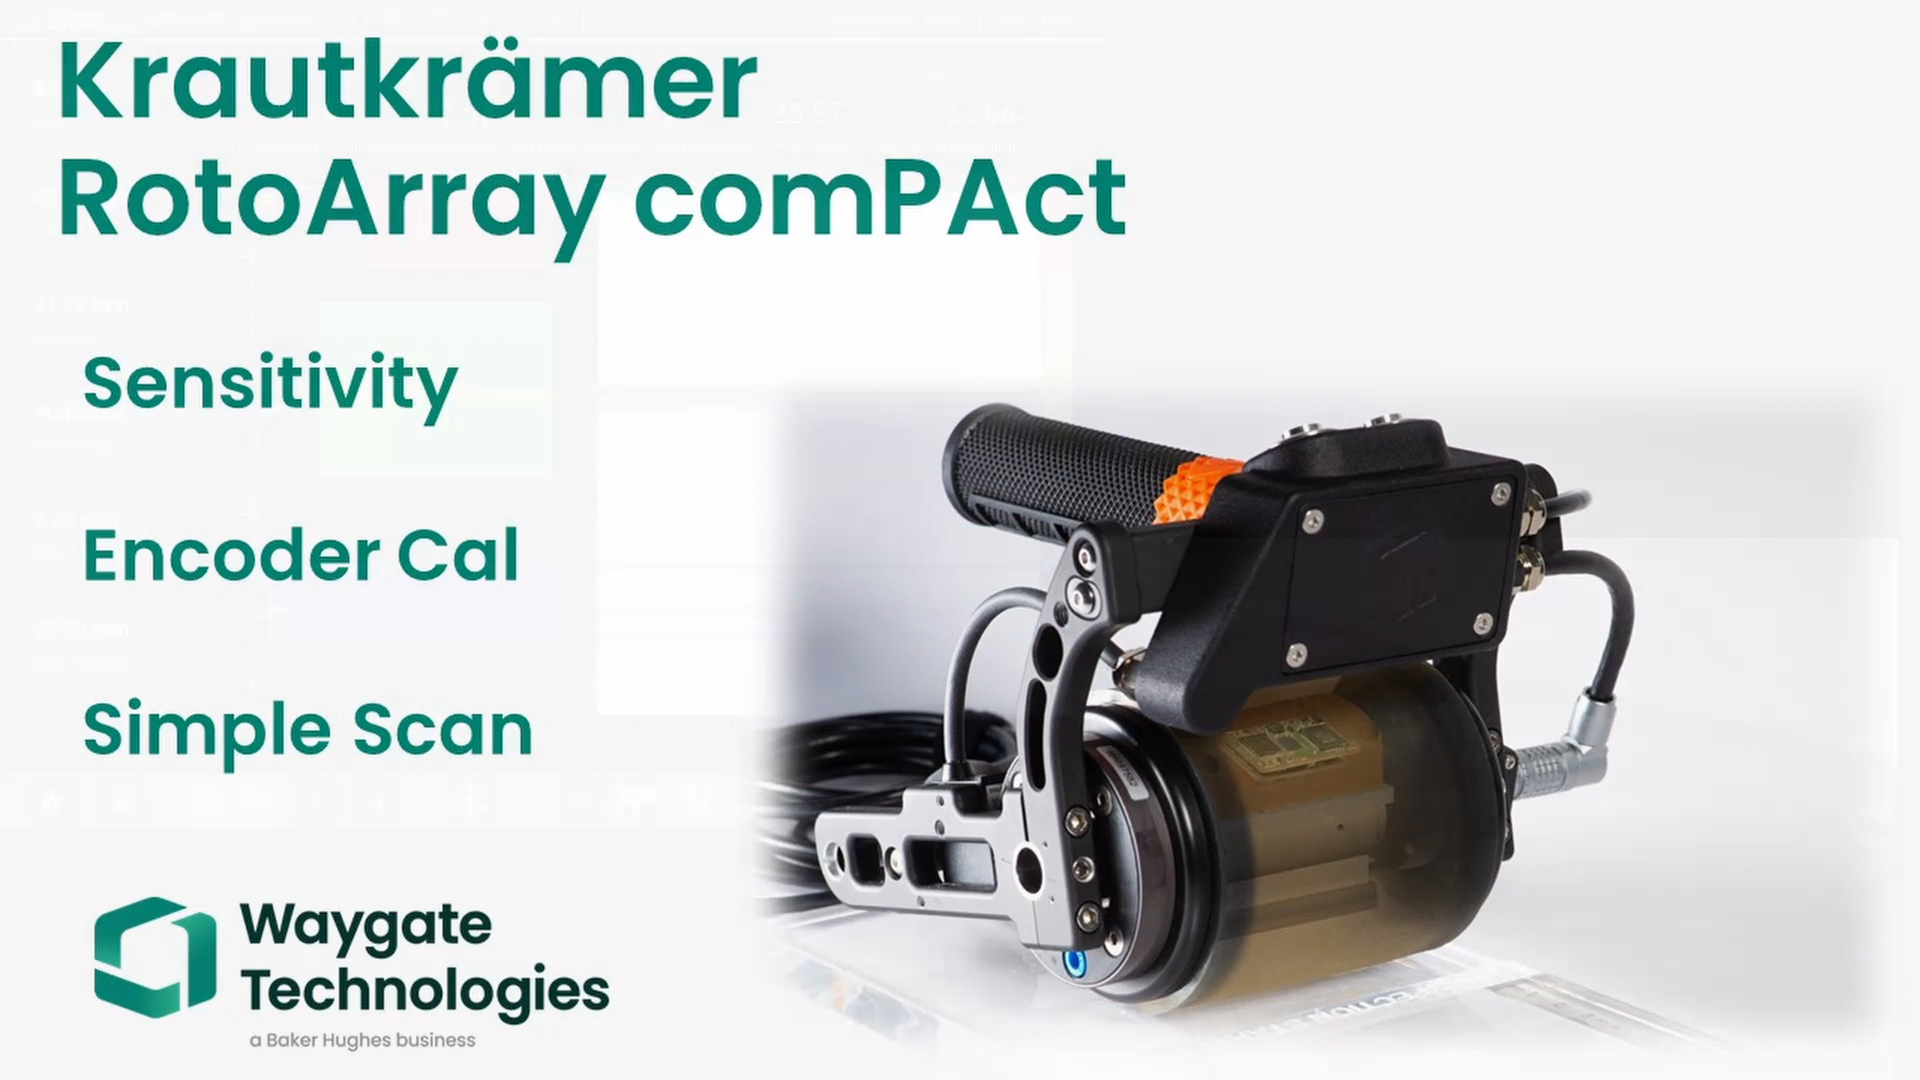 Krautkrämer
RotoArray comPAct
Sensitivity
Encoder Cal
Simple Scan
Waygate
Technologies
a Baker Hughes business